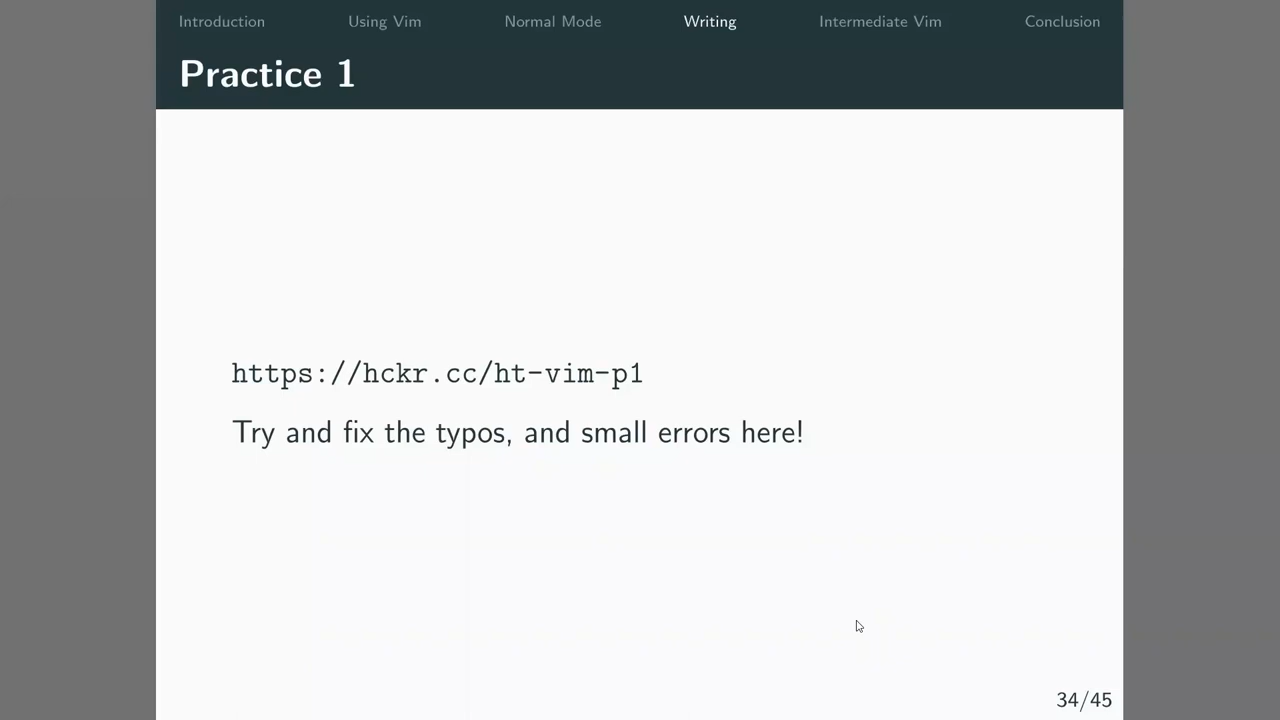 Introduction Using Vim Normal Mode Writing Intermediate Vim Conclusion
Practice 1
https://hckr.cc/ht-vim-p1
Try and fix the typos, and small errors here!
34/45